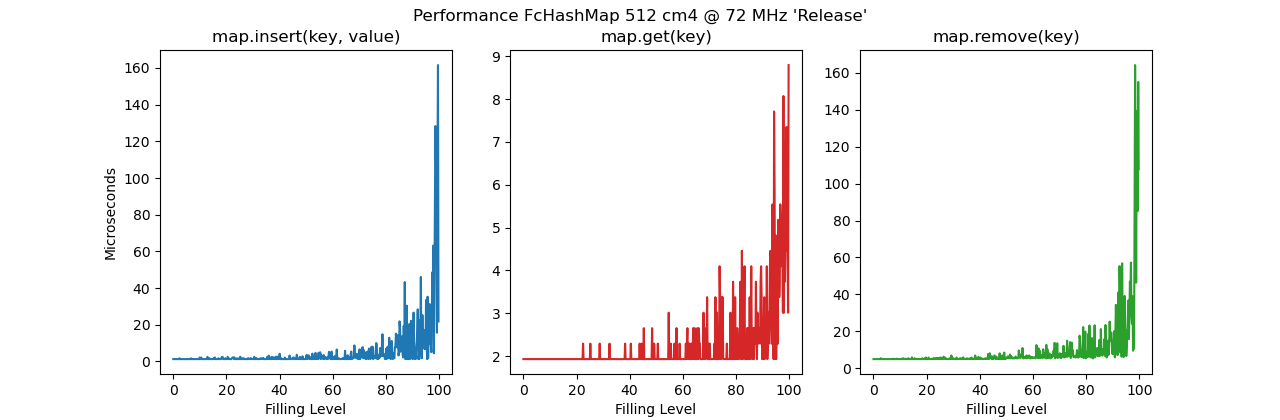 Performance FcHashMap 512 cm4 @ 72 MHz 'Release'
map.insert(key, value)
160
140
120
100
80
60
40
20
0
Microseconds
0 20 40 60 80 100
Filling Level
map.get(key)
9
8
7
6
5
4
3
2
0 20 40 60 80 100
Filling Level
map.remove(key)
160
140
120
100
80
60
40
20
0
0 20 40 60 80 100
Filling Level